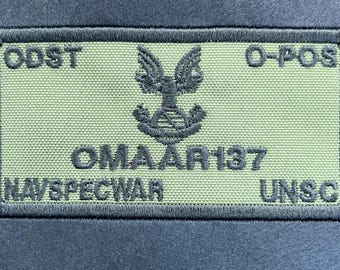 ODST O-POS
OMAAR137
NAVSPECWAR UNSC